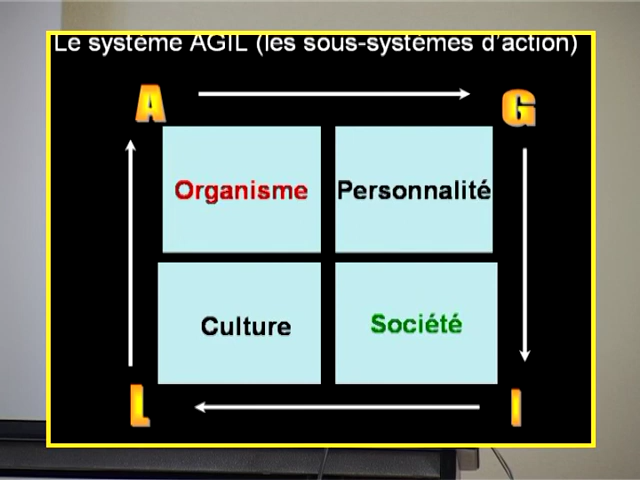 Le système AGIL (les sous-systèmes d'action)
A G
Organisme Personnalité
Culture Société
L I